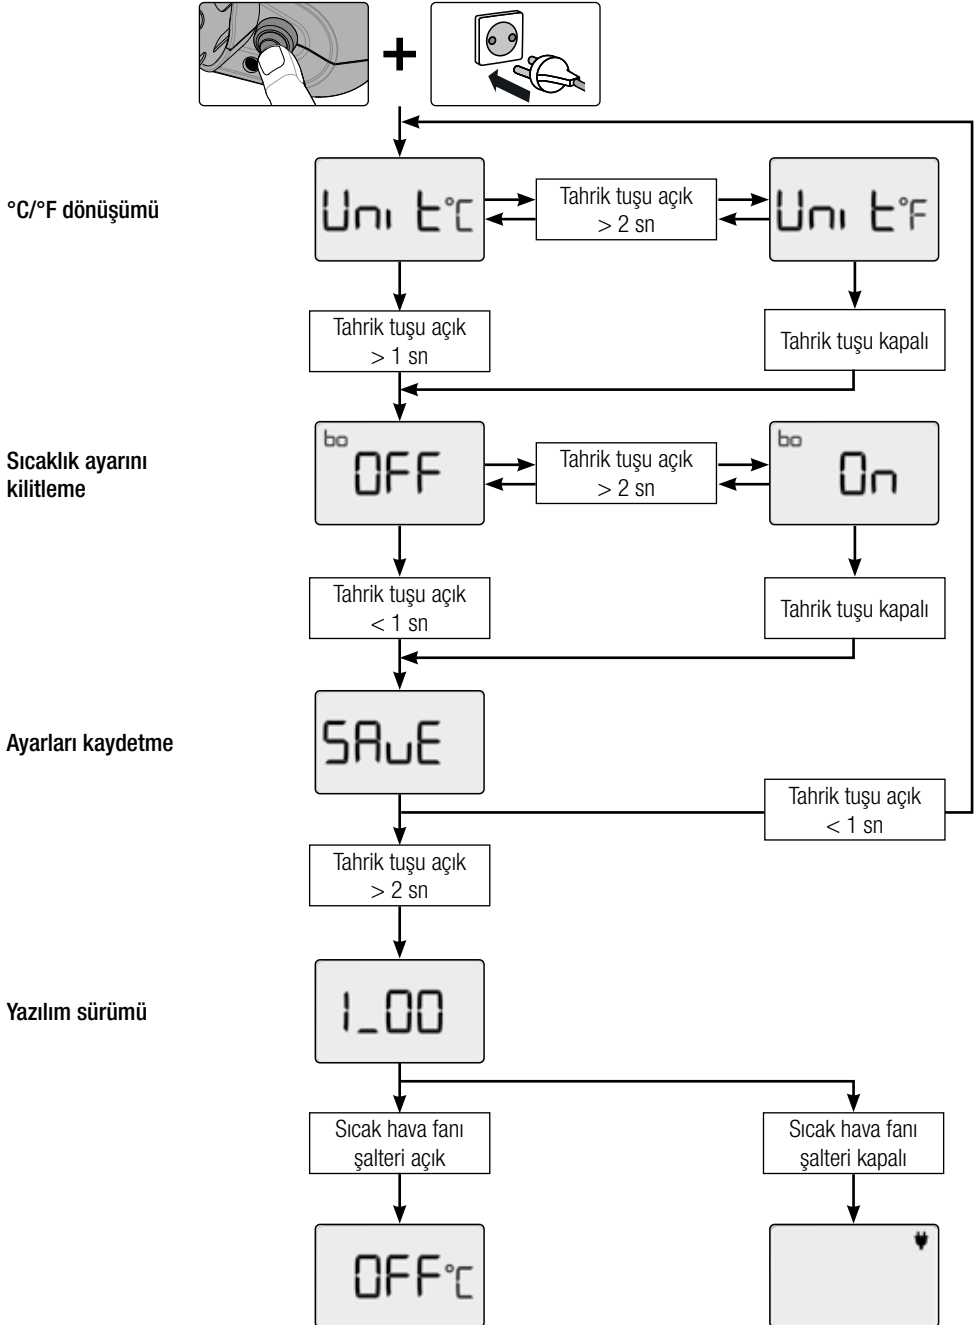 °C/°F dönüşümü
Unit°C
Tahrik tuşu açık
> 2 sn
Unit°F
Tahrik tuşu açık
> 1 sn
Tahrik tuşu kapalı
Sıcaklık ayarını
kilitleme
bo
OFF
Tahrik tuşu açık
> 2 sn
bo
On
Tahrik tuşu açık
< 1 sn
Tahrik tuşu kapalı
Ayarları kaydetme
SAvE
Tahrik tuşu açık
< 1 sn
Tahrik tuşu açık
> 2 sn
Yazılım sürümü
1_00
Sıcak hava fanı
şalteri açık
Sıcak hava fanı
şalteri kapalı
OFF°C